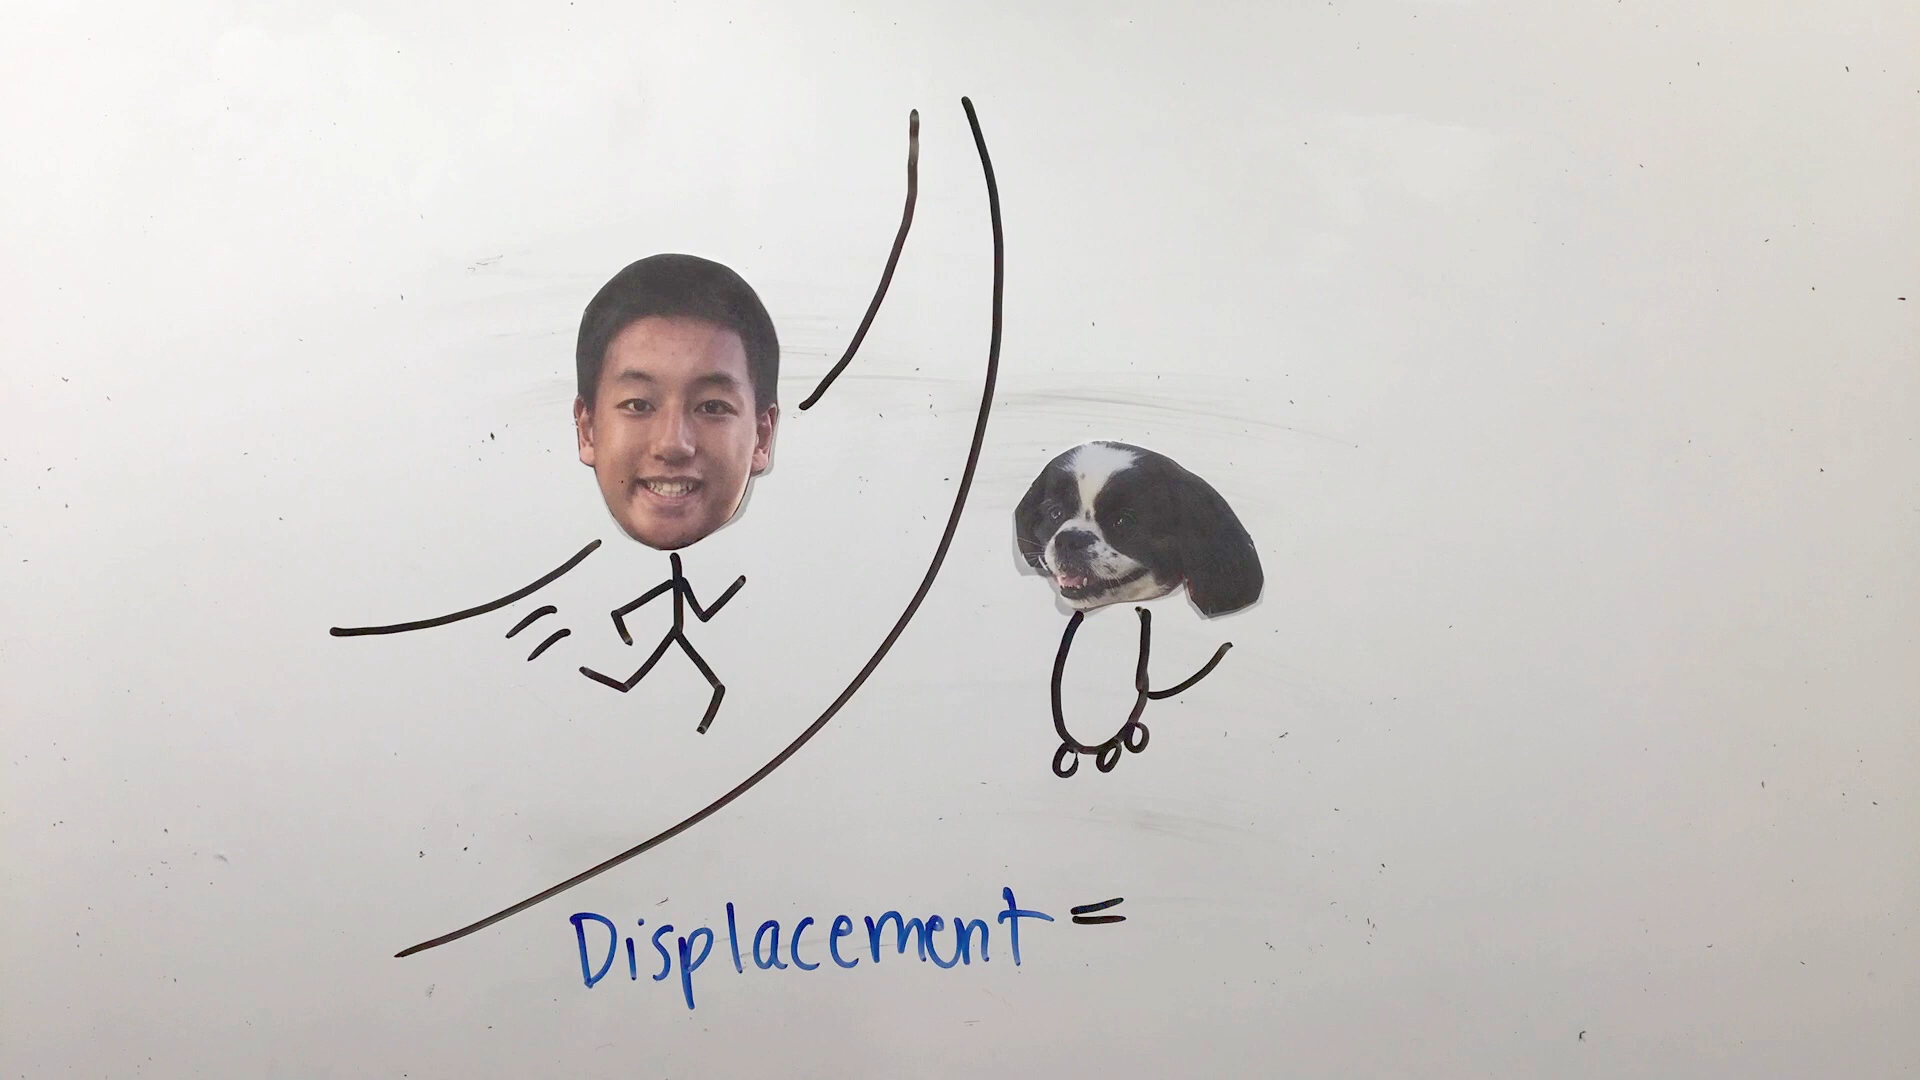 Displacement =